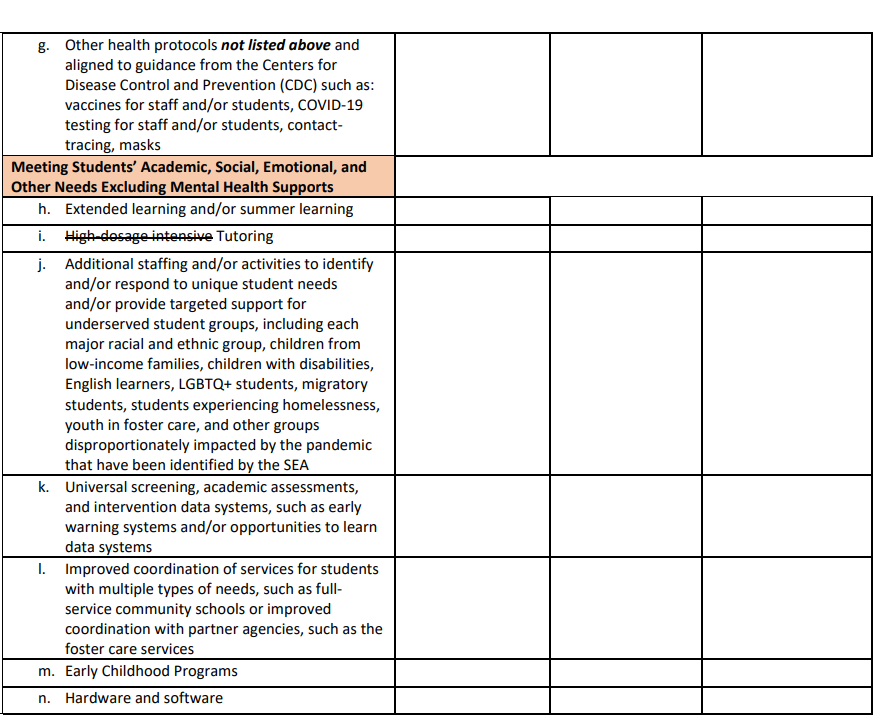 g. Other health protocols not listed above and
aligned to guidance from the Centers for
Disease Control and Prevention (CDC) such as:
vaccines for staff and/or students, COVID-19
testing for staff and/or students, contact-
tracing, masks
Meeting Students’ Academic, Social, Emotional, and
Other Needs Excluding Mental Health Supports
h. Extended learning and/or summer learning
i. High-dosage intensive Tutoring
j. Additional staffing and/or activities to identify
and/or respond to unique student needs
and/or provide targeted support for
underserved student groups, including each
major racial and ethnic group, children from
low-income families, children with disabilities,
English learners, LGBTQ+ students, migratory
students, students experiencing homelessness,
youth in foster care, and other groups
disproportionately impacted by the pandemic
that have been identified by the SEA
k. Universal screening, academic assessments,
and intervention data systems, such as early
warning systems and/or opportunities to learn
data systems
l. Improved coordination of services for students
with multiple types of needs, such as full-
service community schools or improved
coordination with partner agencies, such as the
foster care services
m. Early Childhood Programs
n. Hardware and software